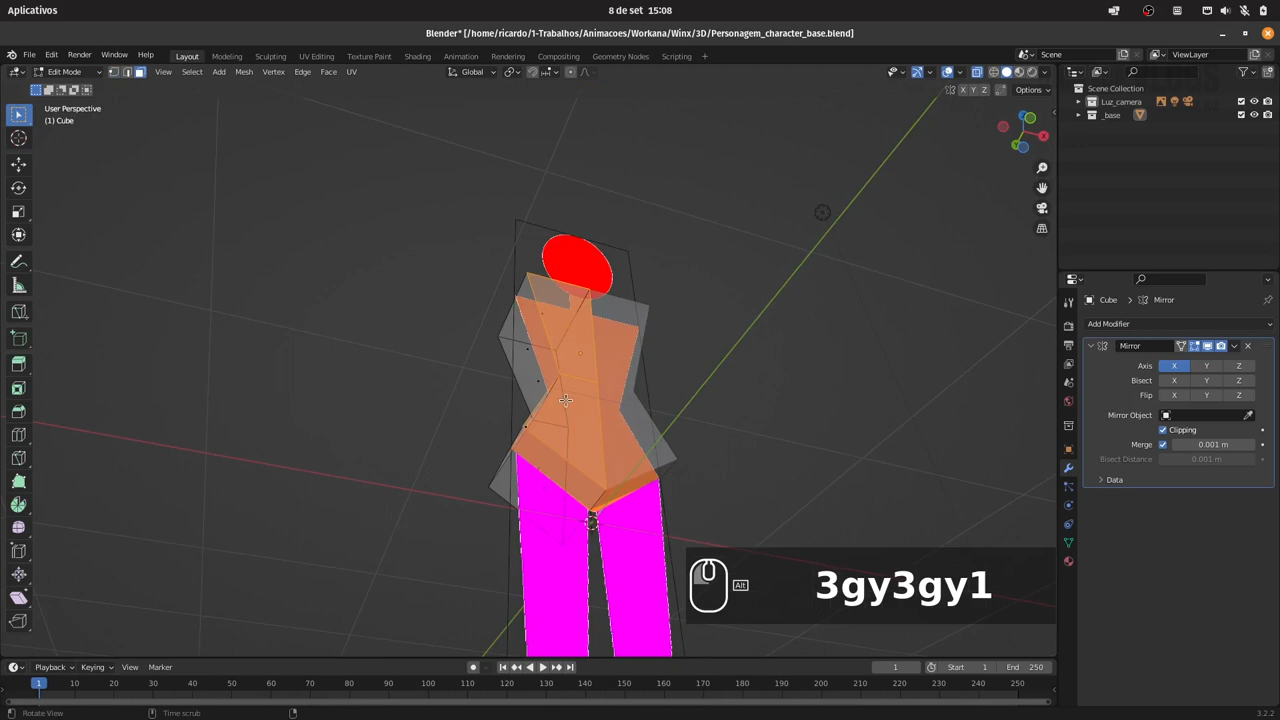 Aplicativos
8 de set 15:08
Blender* [/home/ricardo/1-Trabalhos/Animacoes/Workana/Winx/3D/Personagem_character_base.blend]
File Edit Render Window Help Layout Modeling Sculpting UV Editing Texture Paint Shading Animation Rendering Compositing Geometry Nodes Scripting + Scene ViewLayer
Edit Mode View Select Add Mesh Vertex Edge Face UV Global
X Y Z Options
User Perspective
(1) Cube
Scene Collection
Luz_camera
_base
Cube > Mirror
Add Modifier
Mirror
Axis X Y Z
Bisect X Y Z
Flip X Y Z
Mirror Object
Clipping
Merge 0.001 m
Bisect Distance 0.001 m
Data
Alt 3gy3gy1
Playback Keying View Marker 1 Start 1 End 250
1 10 20 30 40 50 60 70 80 90 100 110 120 130 140 150 160 170 180 190 200 210 220 230 240 250
Rotate View Time scrub 3.2.2